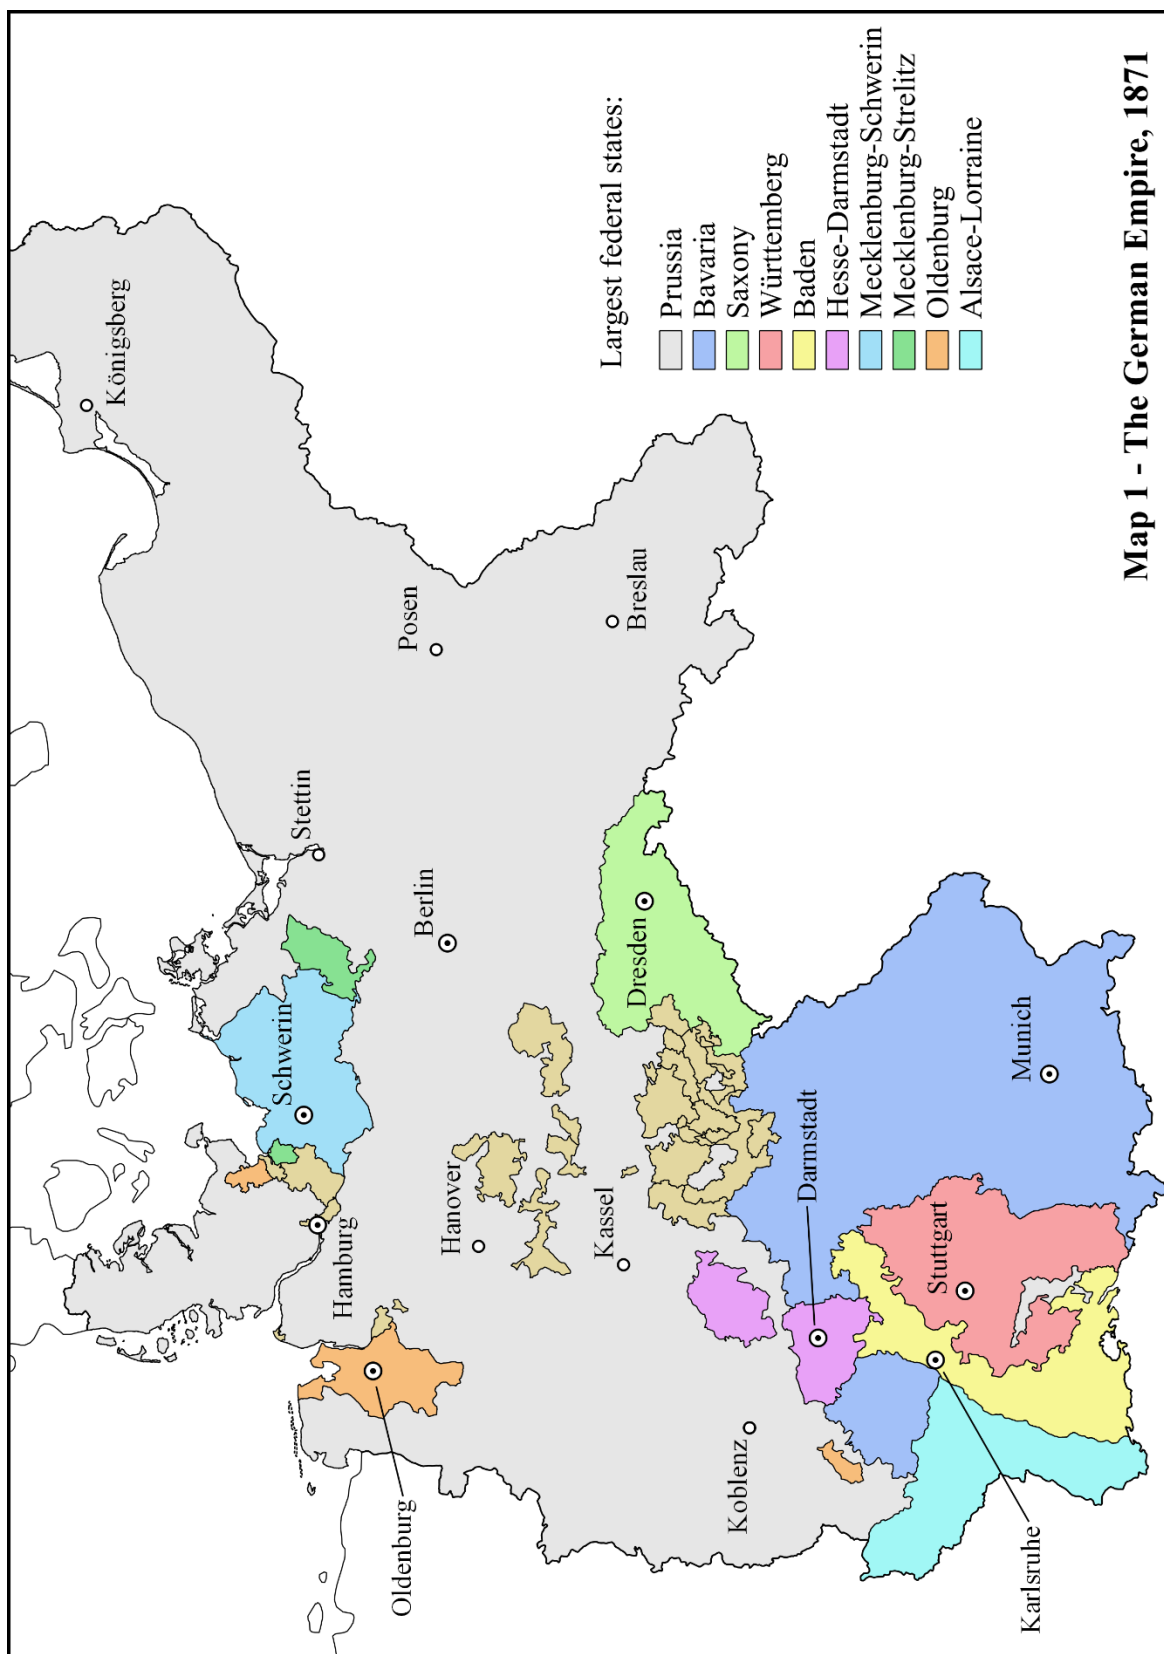 Königsberg
Stettin
Schwerin
Hamburg
Oldenburg
Berlin
Posen
Hanover
Breslau
Kassel
Dresden
Koblenz
Darmstadt
Stuttgart
Karlsruhe
Munich
Largest federal states:
Prussia
Bavaria
Saxony
Württemberg
Baden
Hesse-Darmstadt
Mecklenburg-Schwerin
Mecklenburg-Strelitz
Oldenburg
Alsace-Lorraine
Map 1 - The German Empire, 1871